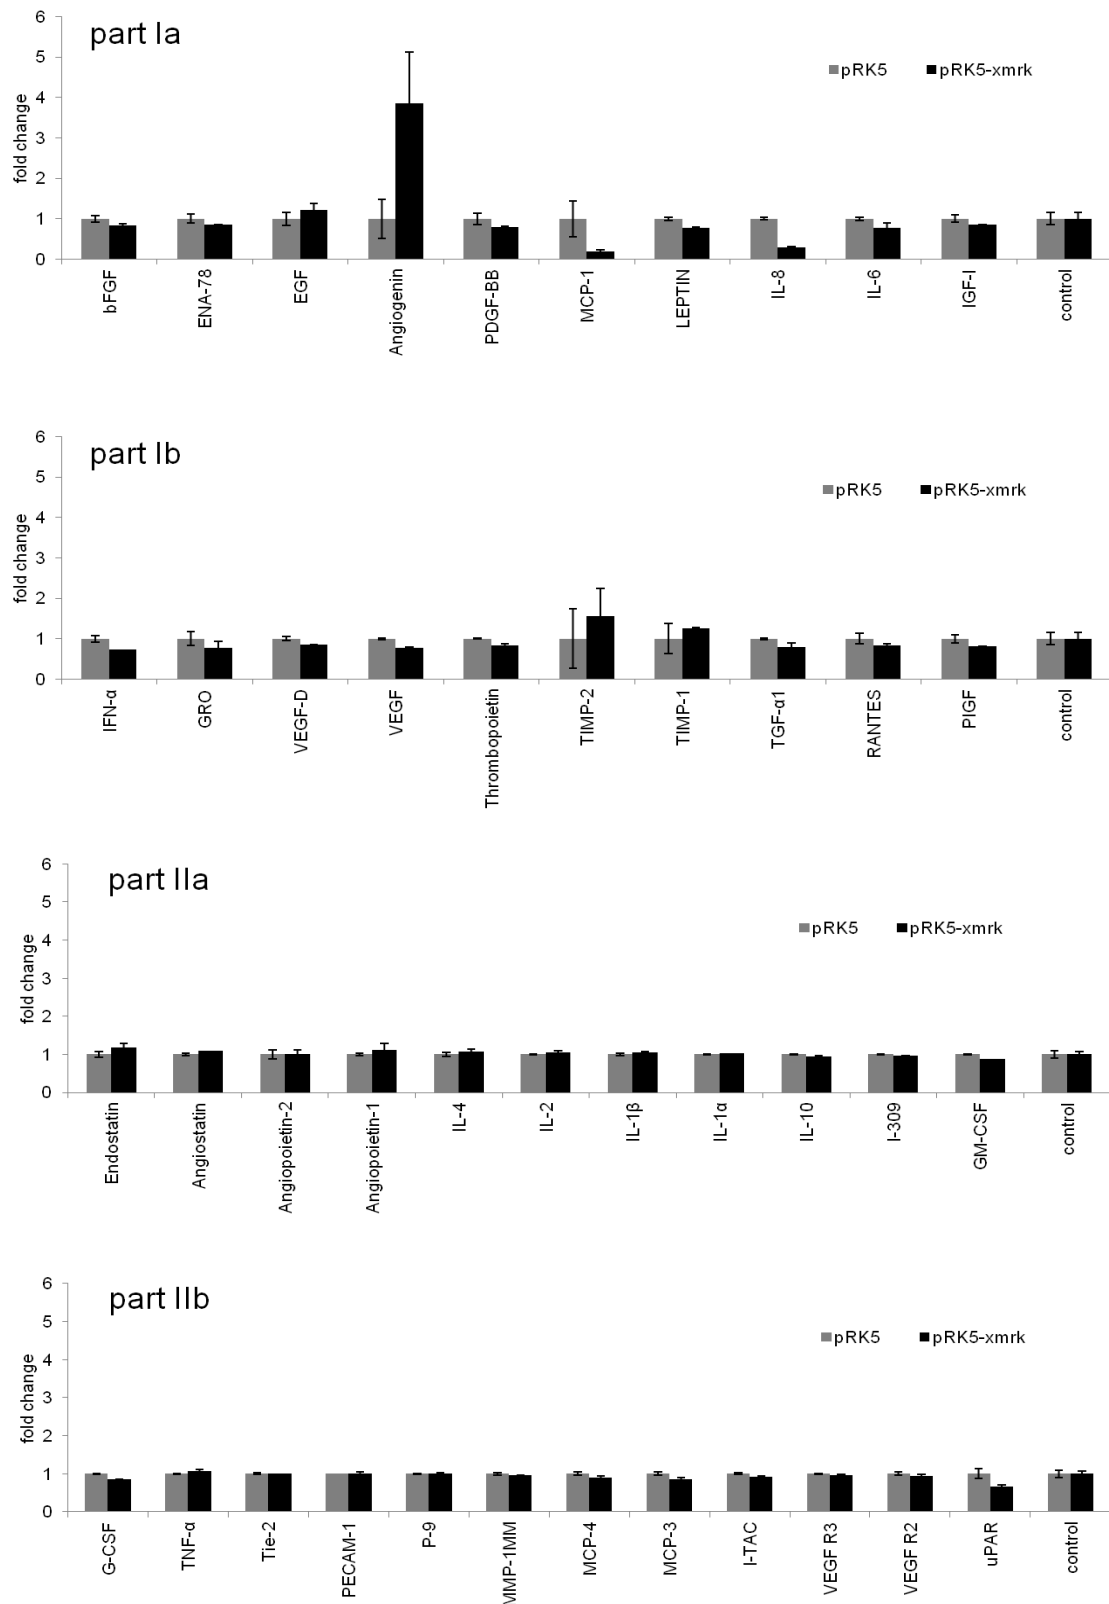 part Ia
pRK5 pRK5-xmrk
fold change
6
5
4
3
2
1
0
bFGF ENA-78 EGF Angiogenin PDGF-BB MCP-1 LEPTIN IL-8 IL-6 IGF-I control
part Ib
pRK5 pRK5-xmrk
fold change
6
5
4
3
2
1
0
IFN-α GRO VEGF-D VEGF Thrombopoietin TIMP-2 TIMP-1 TGF-α1 RANTES PIGF control
part IIa
pRK5 pRK5-xmrk
fold change
6
5
4
3
2
1
0
Endostatin Angiostatin Angiopoietin-2 Angiopoietin-1 IL-4 IL-2 IL-1β IL-1α IL-10 I-309 GM-CSF control
part IIb
pRK5 pRK5-xmrk
fold change
6
5
4
3
2
1
0
G-CSF TNF-α Tie-2 PECAM-1 P-9 MMP-1MM MCP-4 MCP-3 I-TAC VEGF R3 VEGF R2 uPAR control